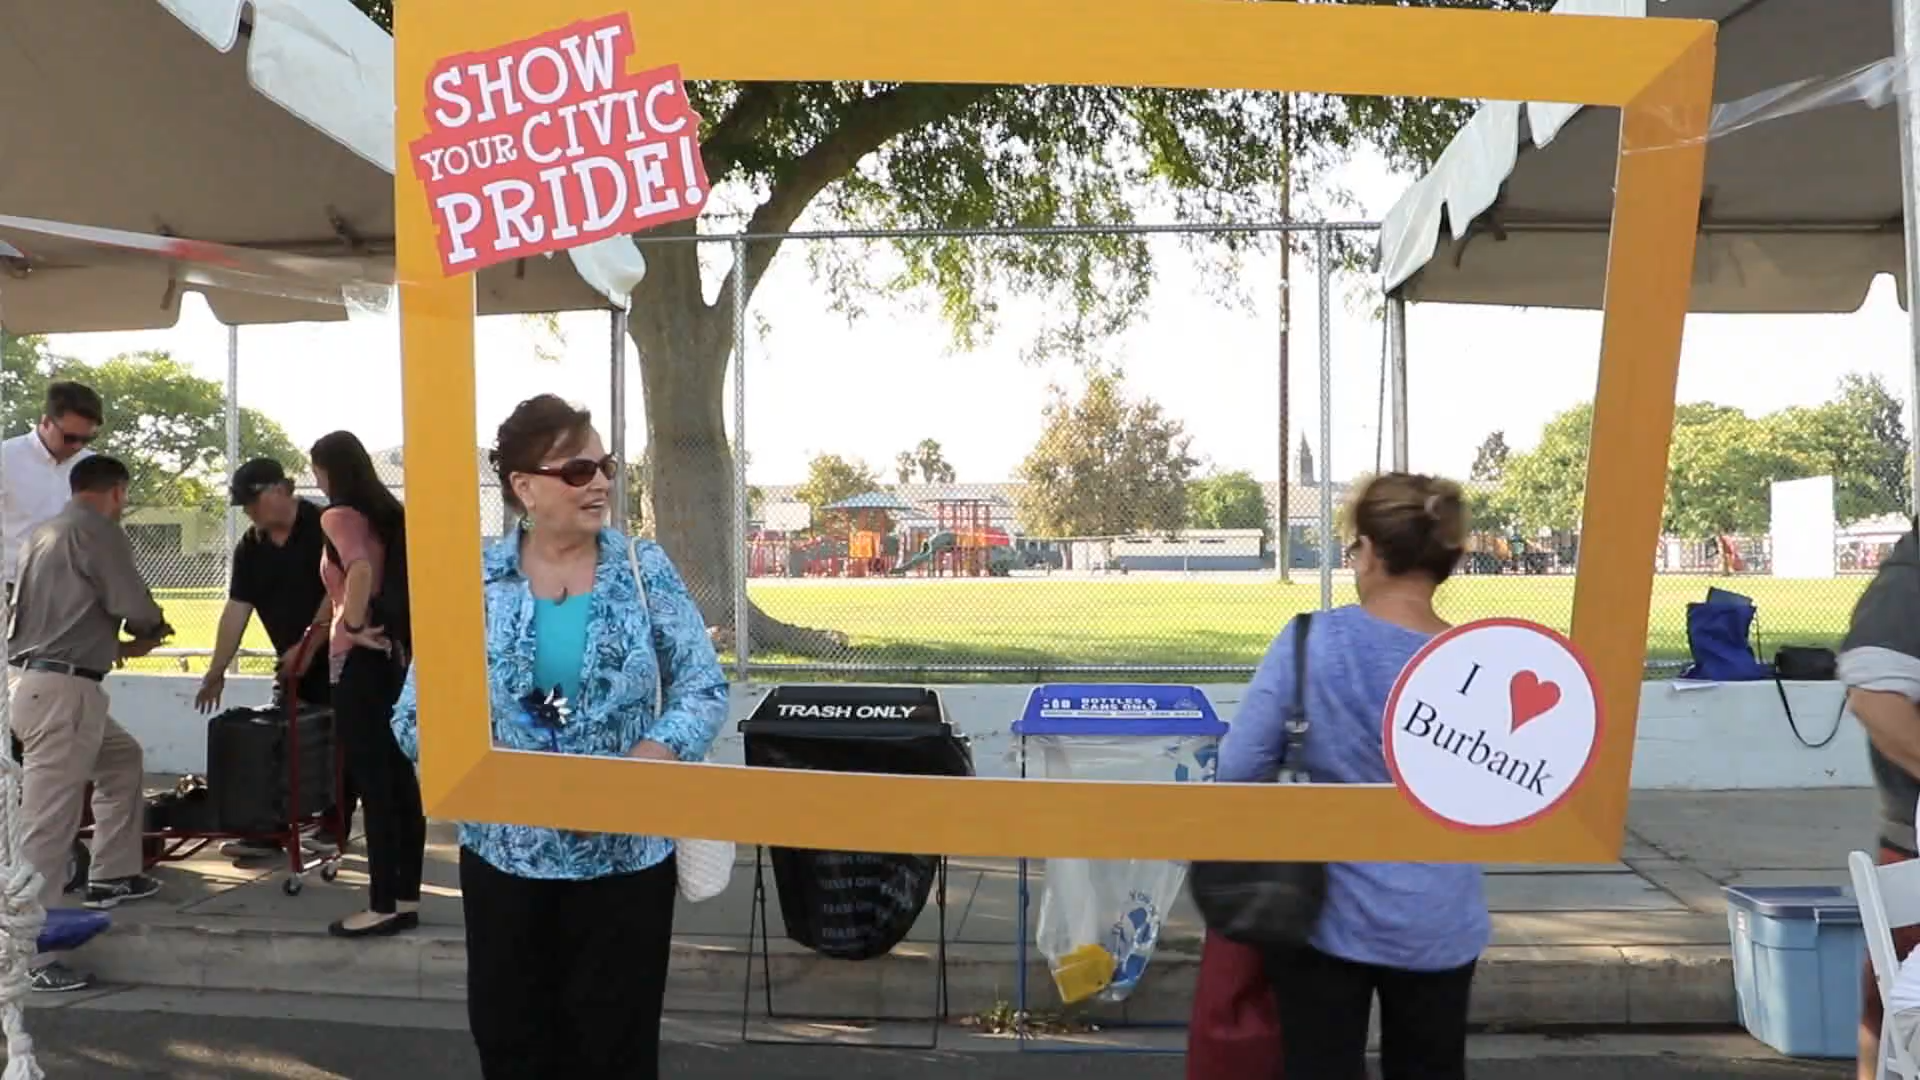 SHOW
YOUR CIVIC
PRIDE!
TRASH ONLY
BOTTLES &
CANS ONLY
I ❤
Burbank